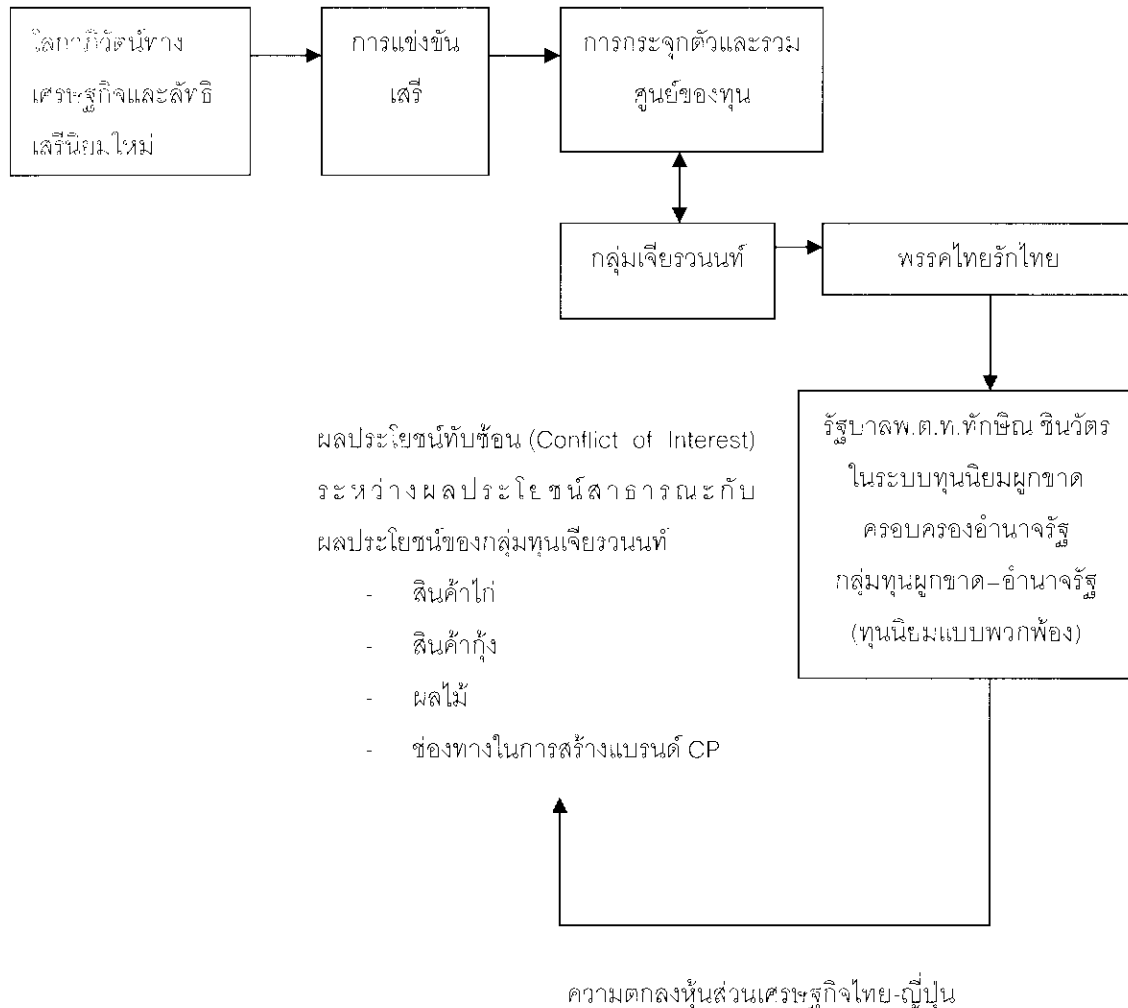 โลกาภิวัตน์ทาง
เศรษฐกิจและลัทธิ
เสรีนิยมใหม่
การแข่งขัน
เสรี
การกระจุกตัวและรวม
ศูนย์ของทุน
กลุ่มเจียรวนนท์
พรรคไทยรักไทย
รัฐบาลพ.ต.ท.ทักษิณ ชินวัตร
ในระบบทุนนิยมผูกขาด
ครอบครองอำนาจรัฐ
กลุ่มทุนผูกขาด–อำนาจรัฐ
(ทุนนิยมแบบพวกพ้อง)
ผลประโยชน์ทับซ้อน (Conflict of Interest)
ระหว่างผลประโยชน์สาธารณะกับ
ผลประโยชน์ของกลุ่มทุนเจียรวนนท์
- สินค้าไก่
- สินค้ากุ้ง
- ผลไม้
- ช่องทางในการสร้างแบรนด์ CP
ความตกลงหุ้นส่วนเศรษฐกิจไทย-ญี่ปุ่น